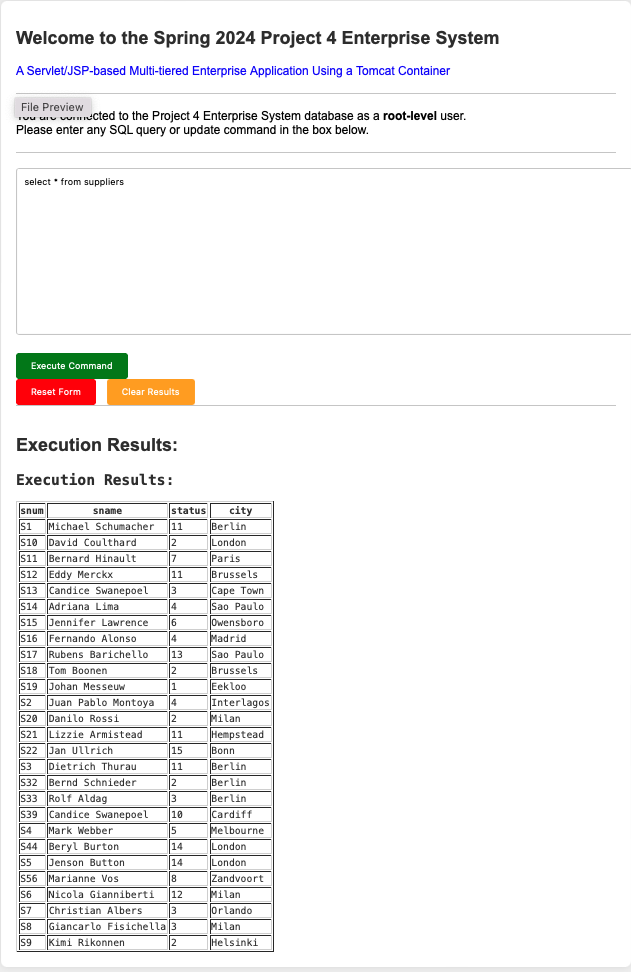 Welcome to the Spring 2024 Project 4 Enterprise System
A Servlet/JSP-based Multi-tiered Enterprise Application Using a Tomcat Container
File Preview
You are connected to the Project 4 Enterprise System database as a root-level user.
Please enter any SQL query or update command in the box below.
select * from suppliers
Execute Command
Reset Form Clear Results
Execution Results:
Execution Results:
snum sname status city
S1 Michael Schumacher 11 Berlin
S10 David Coulthard 2 London
S11 Bernard Hinault 7 Paris
S12 Eddy Merckx 11 Brussels
S13 Candice Swanepoel 3 Cape Town
S14 Adriana Lima 4 Sao Paulo
S15 Jennifer Lawrence 6 Owensboro
S16 Fernando Alonso 4 Madrid
S17 Rubens Barichello 13 Sao Paulo
S18 Tom Boonen 2 Brussels
S19 Johan Messeuw 1 Eekloo
S2 Juan Pablo Montoya 4 Interlagos
S20 Danilo Rossi 2 Milan
S21 Lizzie Armistead 11 Hempstead
S22 Jan Ullrich 15 Bonn
S3 Dietrich Thurau 11 Berlin
S32 Bernd Schnieder 2 Berlin
S33 Rolf Aldag 3 Berlin
S39 Candice Swanepoel 10 Cardiff
S4 Mark Webber 5 Melbourne
S44 Beryl Burton 14 London
S5 Jenson Button 14 London
S56 Marianne Vos 8 Zandvoort
S6 Nicola Gianniberti 12 Milan
S7 Christian Albers 3 Orlando
S8 Giancarlo Fisichella 3 Milan
S9 Kimi Rikonnen 2 Helsinki